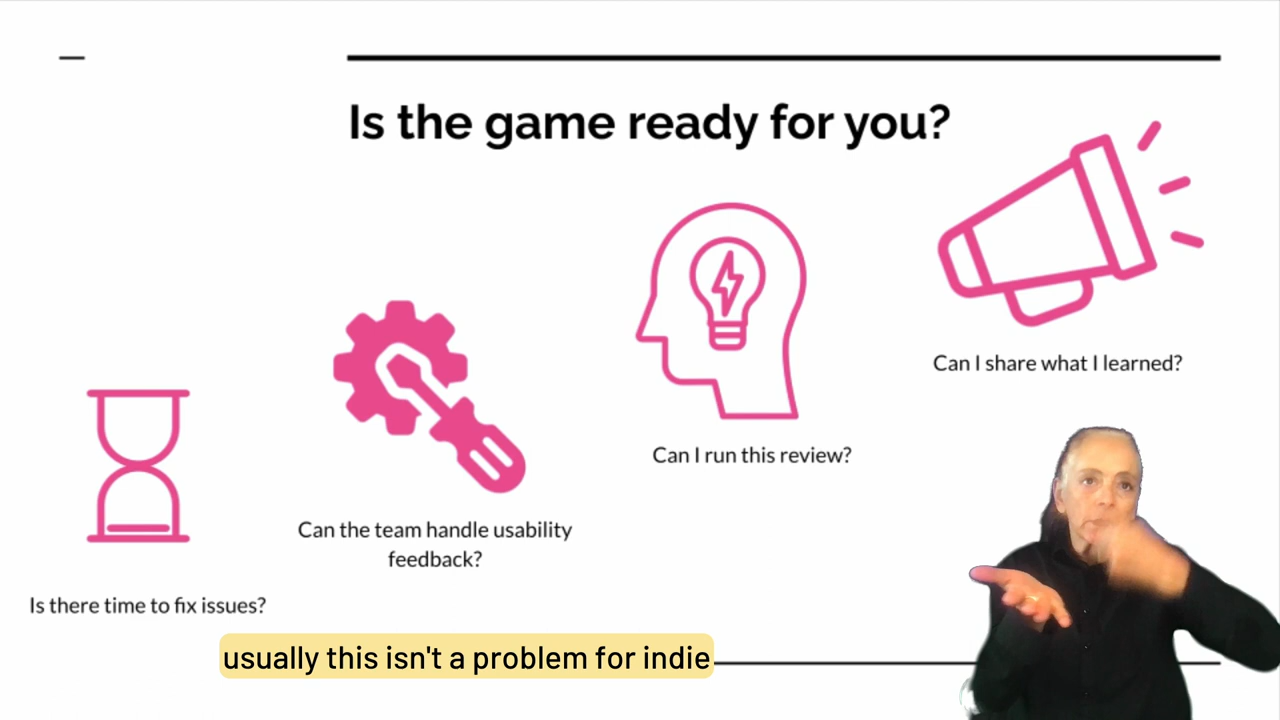 Is the game ready for you?
Can I share what I learned?
Can I run this review?
Can the team handle usability
feedback?
Is there time to fix issues?
usually this isn't a problem for indie